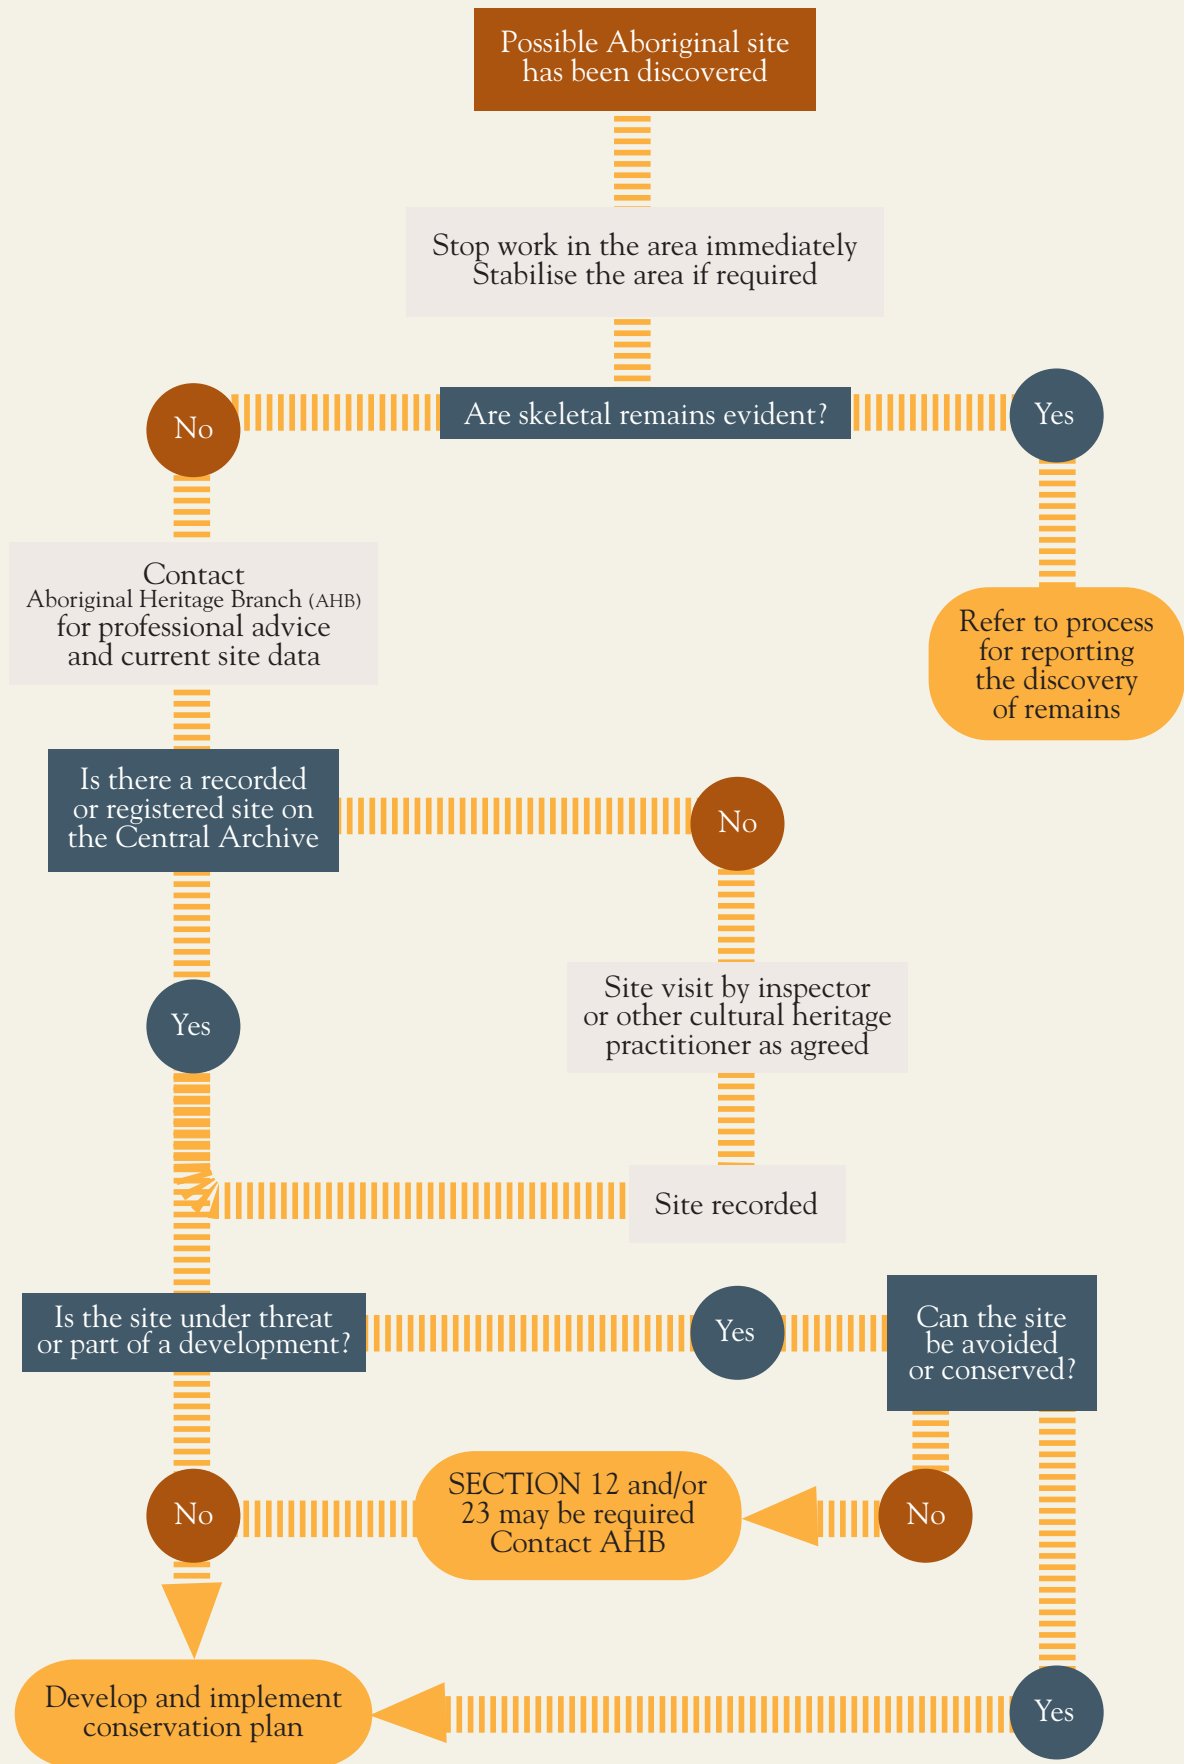 Possible Aboriginal site
has been discovered
Stop work in the area immediately
Stabilise the area if required
Are skeletal remains evident?
No
Yes
Contact
Aboriginal Heritage Branch (AHB)
for professional advice
and current site data
Refer to process
for reporting
the discovery
of remains
Is there a recorded
or registered site on
the Central Archive
No
Yes
Site visit by inspector
or other cultural heritage
practitioner as agreed
Site recorded
Is the site under threat
or part of a development?
Yes
Can the site
be avoided
or conserved?
No
SECTION 12 and/or
23 may be required
Contact AHB
No
Develop and implement
conservation plan
Yes